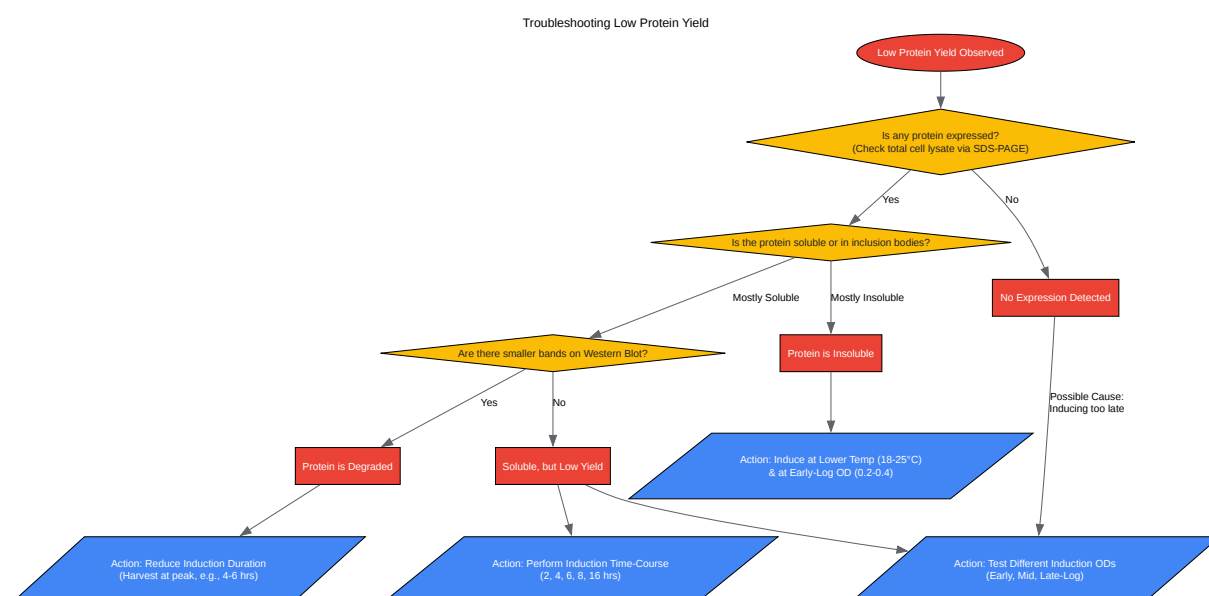 Troubleshooting Low Protein Yield
Low Protein Yield Observed
Is any protein expressed?
(Check total cell lysate via SDS-PAGE)
Yes
No
Is the protein soluble or in inclusion bodies?
No Expression Detected
Mostly Soluble
Mostly Insoluble
Are there smaller bands on Western Blot?
Protein is Insoluble
Possible Cause:
Inducing too late
Yes
No
Protein is Degraded
Soluble, but Low Yield
Action: Induce at Lower Temp (18-25°C)
& at Early-Log OD (0.2-0.4)
Action: Reduce Induction Duration
(Harvest at peak, e.g., 4-6 hrs)
Action: Perform Induction Time-Course
(2, 4, 6, 8, 16 hrs)
Action: Test Different Induction ODs
(Early, Mid, Late-Log)